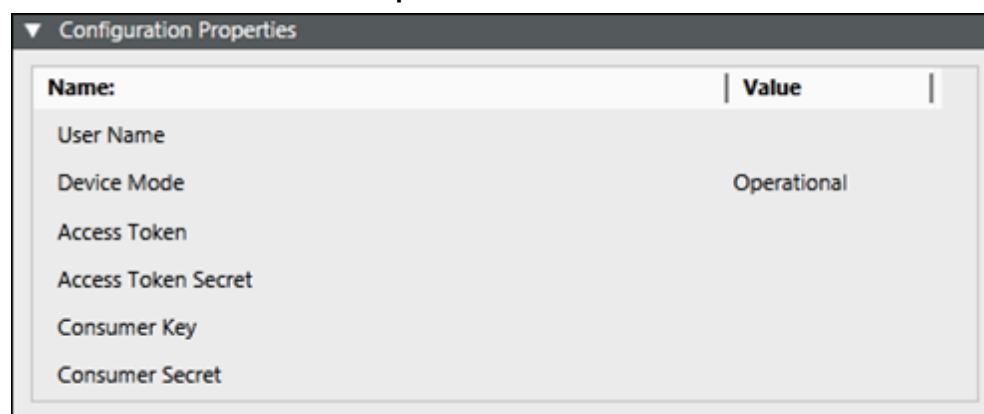 Configuration Properties
Name: Value
User Name
Device Mode Operational
Access Token
Access Token Secret
Consumer Key
Consumer Secret